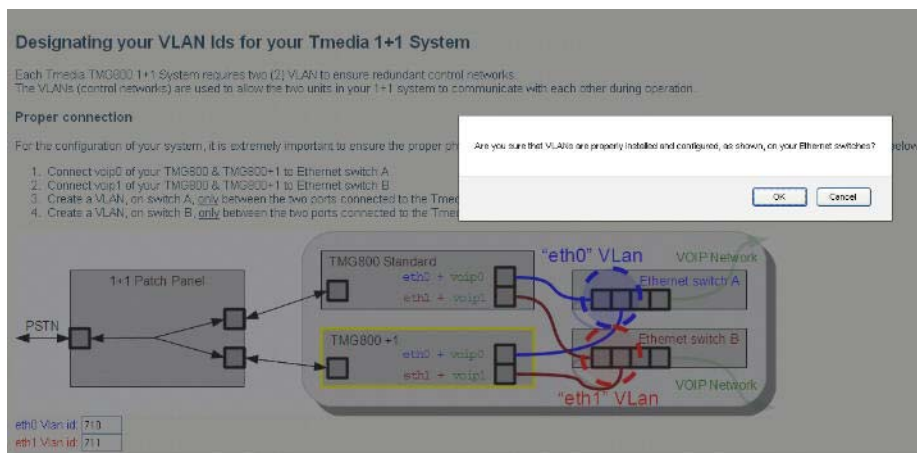 Designating your VLAN Ids for your Tmedia 1+1 System
Each Tmedia TMG800 1+1 System requires two (2) VLAN to ensure redundant control networks.
The VLANs (control networks) are used to allow the two units in your 1+1 system to communicate with each other during operation.
Proper connection
For the configuration of your system, it is extremely important to ensure the proper
below
Are you sure that VLANs are properly installed and configured, as shown, on your Ethernet switches?
OK
Cancel
1. Connect voip0 of your TMG800 & TMG800+1 to Ethernet switch A
2. Connect voip1 of your TMG800 & TMG800+1 to Ethernet switch B
3. Create a VLAN, on switch A, only between the two ports connected to the
4. Create a VLAN, on switch B, only between the two ports connected to the
1+1 Patch Panel
PSTN
TMG800 Standard
eth0 + voip0
eth1 + voip1
"eth0" VLan
VOIP Network
Ethernet switch A
TMG800 +1
eth0 + voip0
eth1 + voip1
Ethernet switch B
"eth1" VLan
VOIP Network
eth0 Vlan id: 710
eth1 Vlan id: 711